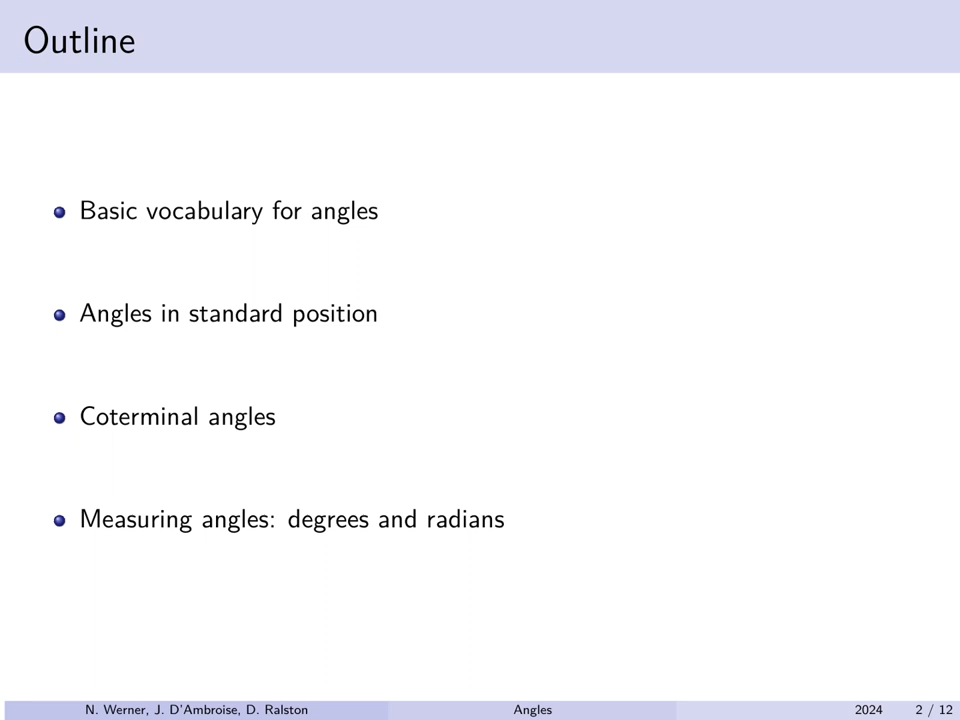 Outline
Basic vocabulary for angles
Angles in standard position
Coterminal angles
Measuring angles: degrees and radians
N. Werner, J. D'Ambroise, D. Ralston Angles 2024 2 / 12